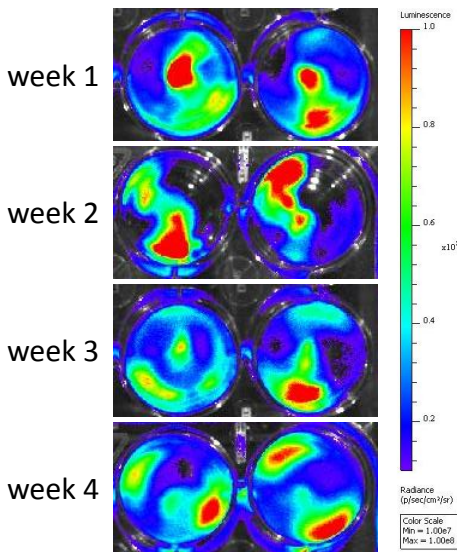 week 1
week 2
week 3
week 4
Luminescence
1.0
0.8
0.6
0.4
0.2
Radiance
(p/sec/cm²/sr)
Color Scale
Min = 1.00e7
Max = 1.00e8